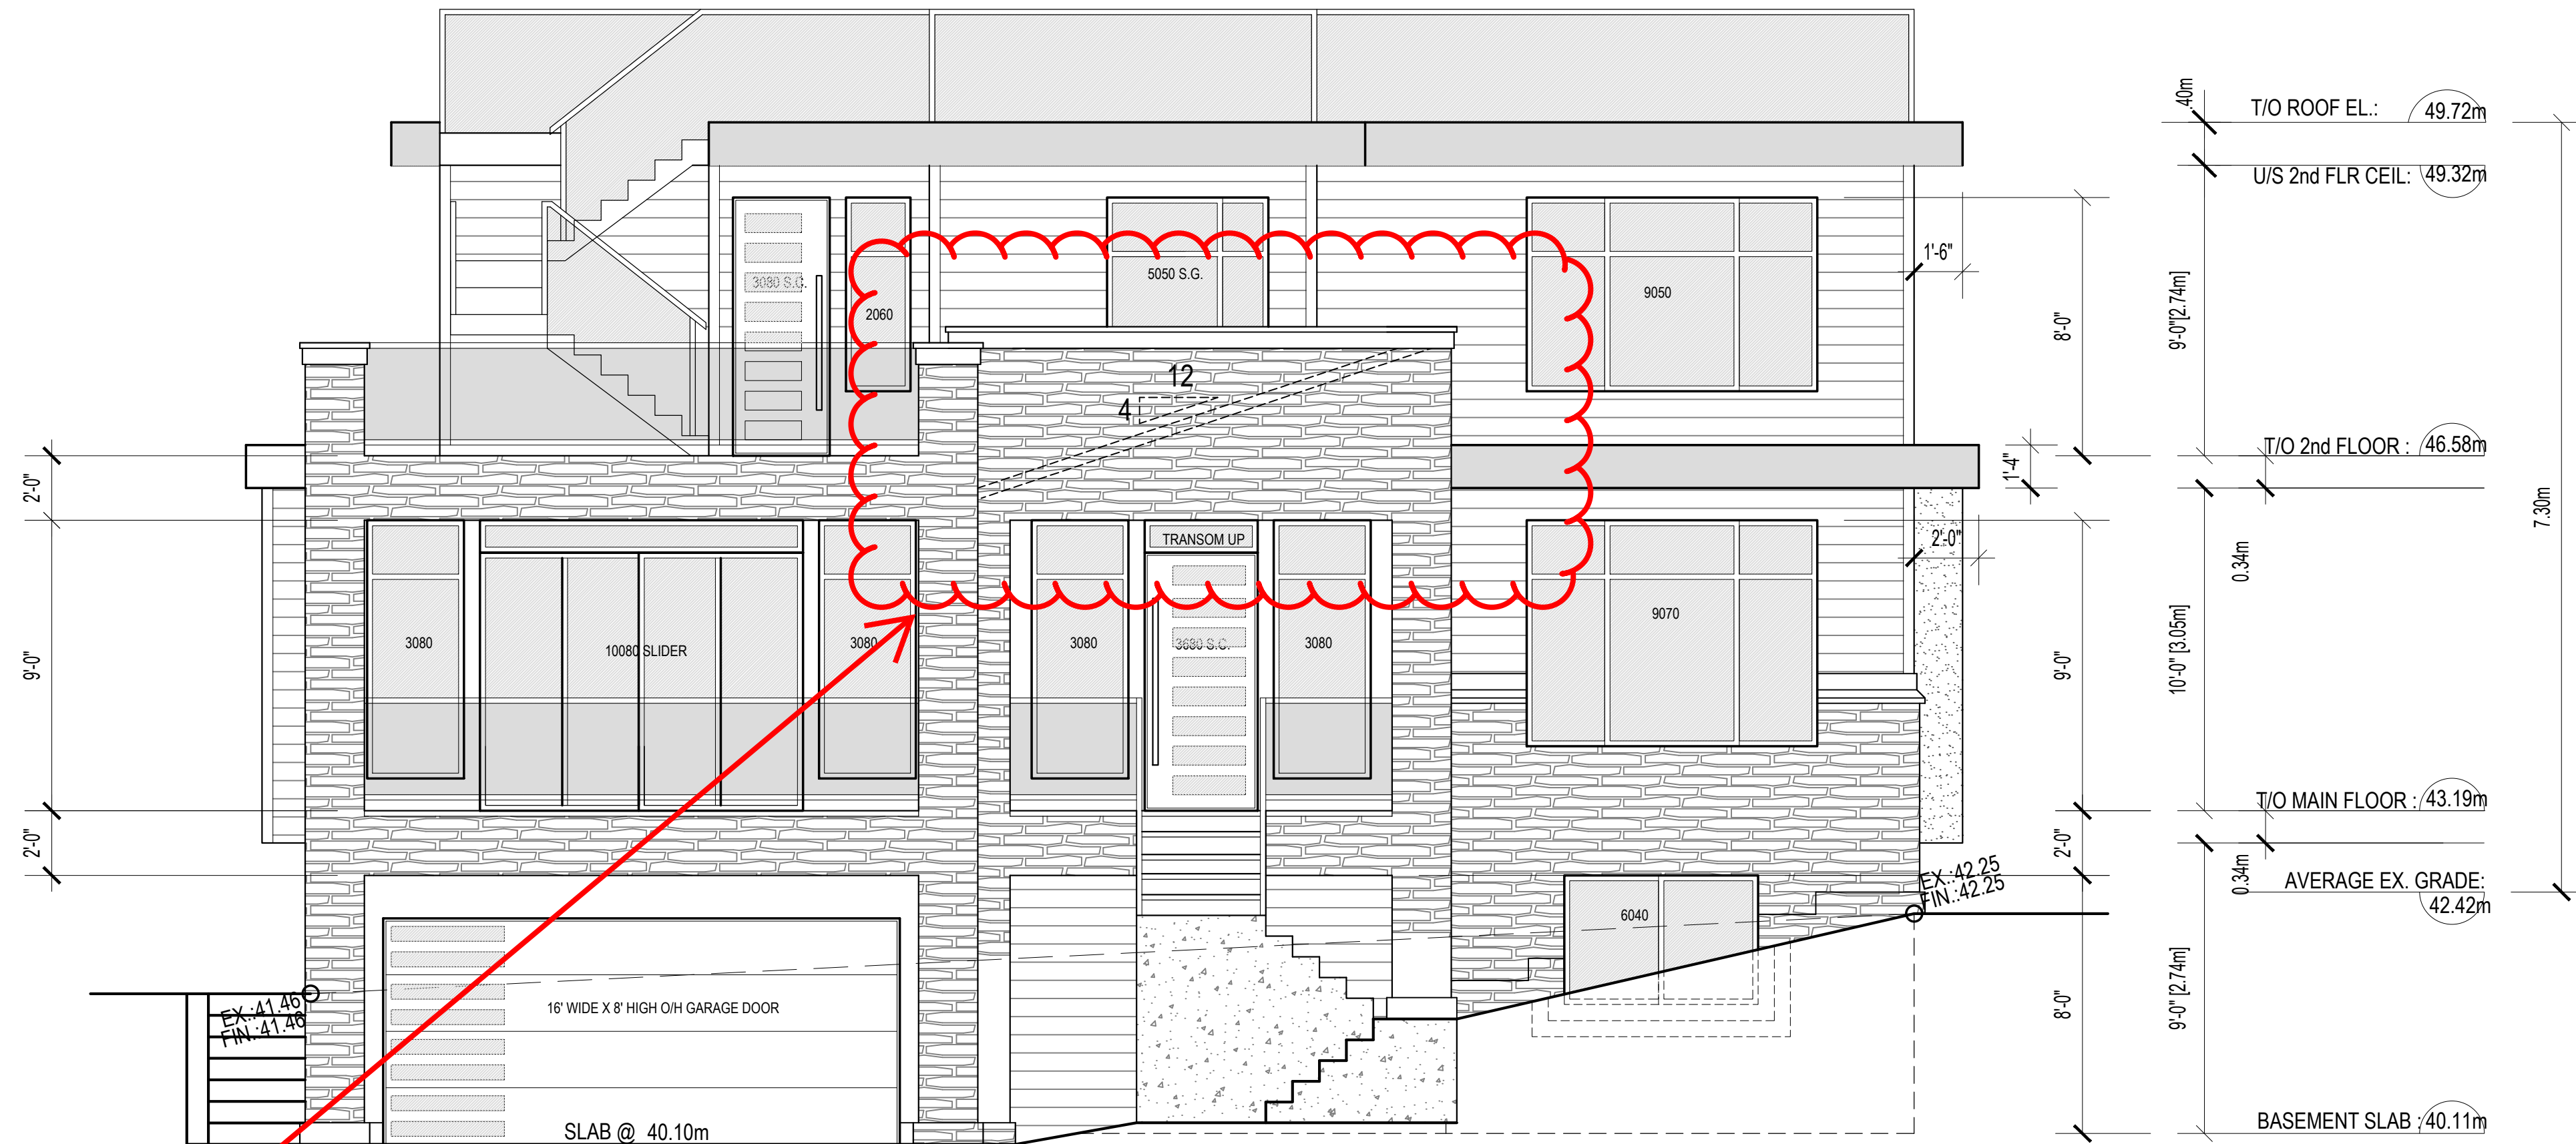 .40m
T/O ROOF EL.: 49.72m
U/S 2nd FLR CEIL: 49.32m
1'-6"
3080 S.C.
2060
5050 S.G.
9050
8'-0"
9'-0"[2.74m]
12
4
T/O 2nd FLOOR : 46.58m
1'-4"
2'-0"
7.30m
TRANSOM UP
2'-0"
0.34m
3080
10080 SLIDER
3080
3080
3680 S.C.
3080
9070
9'-0"
9'-0"
10'-0" [3.05m]
T/O MAIN FLOOR : 43.19m
2'-0"
2'-0"
0.34m
EX.:42.25
FIN.:42.25
AVERAGE EX. GRADE:
42.42m
6040
EX.:41.46
FIN.:41.46
16' WIDE X 8' HIGH O/H GARAGE DOOR
8'-0"
9'-0" [2.74m]
SLAB @ 40.10m
BASEMENT SLAB : 40.11m